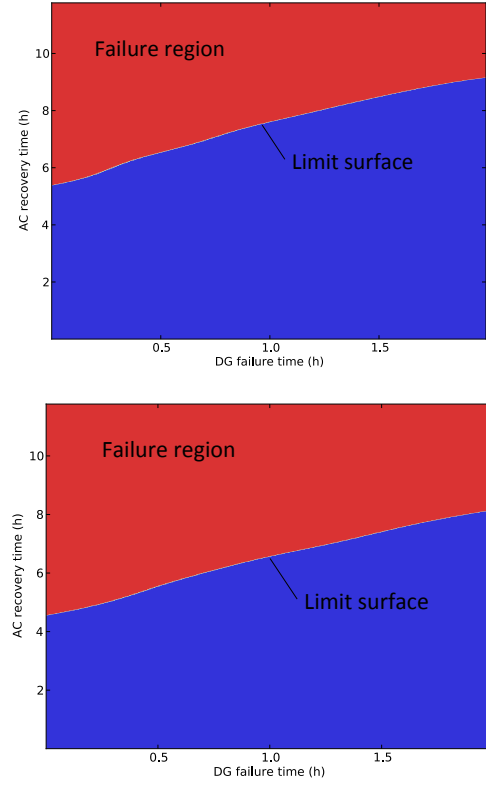 10
Failure region
8
Limit surface
6
4
2
AC recovery time (h)
0.5
1.0
1.5
DG failure time (h)
10
Failure region
8
6
Limit surface
4
2
AC recovery time (h)
0.5
1.0
1.5
DG failure time (h)